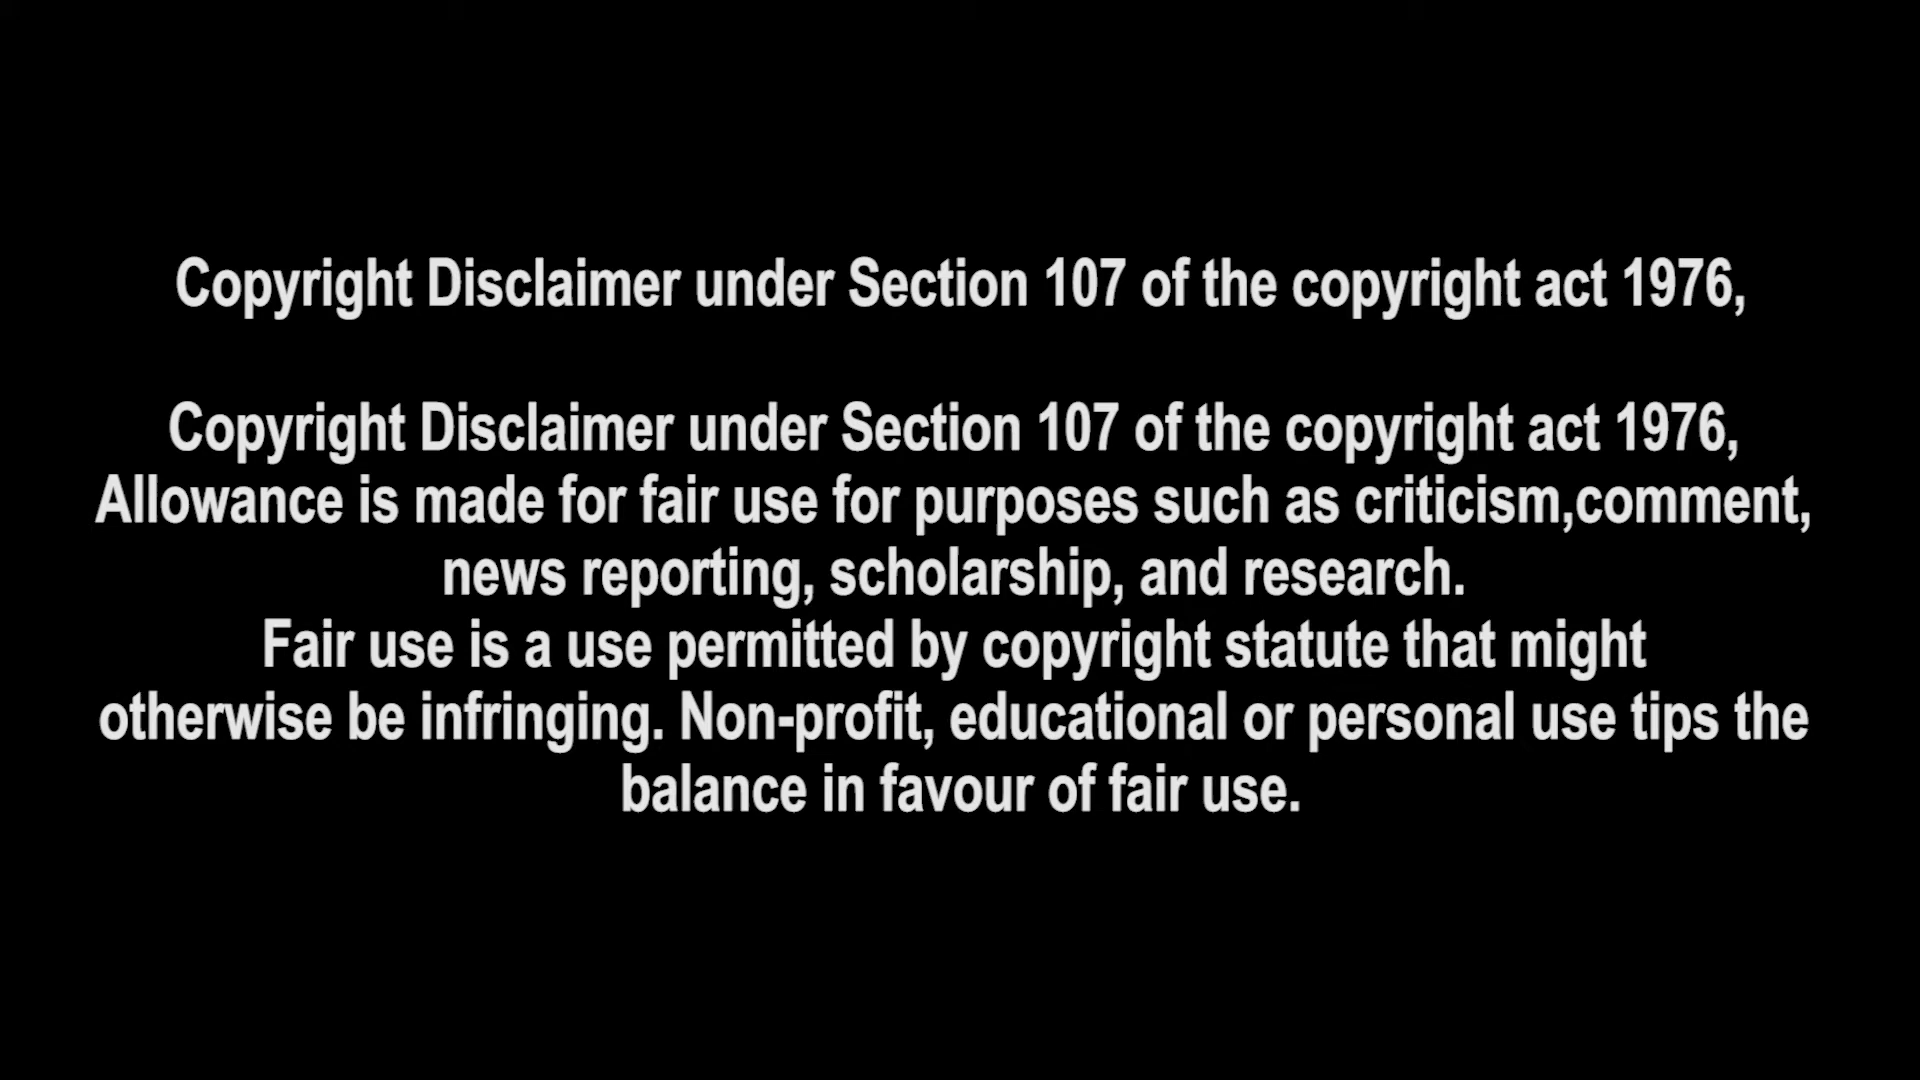 Copyright Disclaimer under Section 107 of the copyright act 1976,
Copyright Disclaimer under Section 107 of the copyright act 1976,
Allowance is made for fair use for purposes such as criticism,comment,
news reporting, scholarship, and research.
Fair use is a use permitted by copyright statute that might
otherwise be infringing. Non-profit, educational or personal use tips the
balance in favour of fair use.